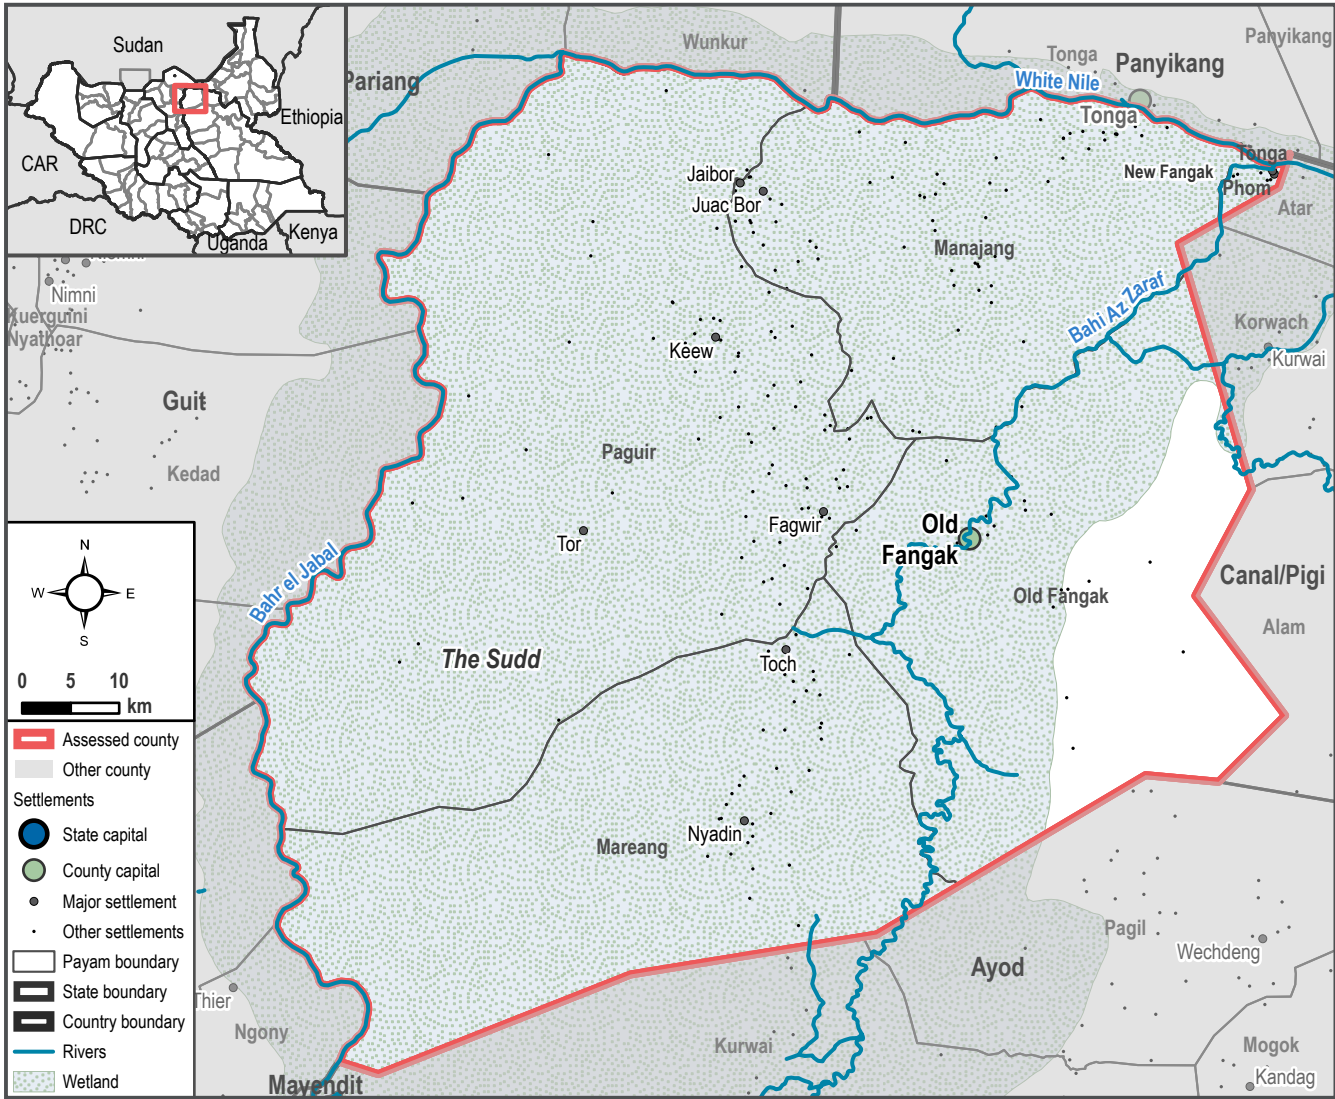 Sudan
Ethiopia
CAR
DRC
Uganda
Kenya
Wunkur
Pariang
Tonga
Panyikang
Panyikang
White Nile
Tonga
Tonga
New Fangak
Phom
Atar
Jaibor
Juac Bor
Manajang
Bahi Az Zaraf
Korwach
Kurwai
Nimni
Nyathoar
Keew
Guit
Kedad
Paguir
Fagwir
Old
Fangak
Tor
Old Fangak
Canal/Pigi
Alam
Bahr el Jabal
The Sudd
Toch
Nyadin
Mareang
Pagil
Wechdeng
Ayod
Thier
Ngony
Kurwai
Mogok
Kandag
Mayendit
N
W
E
S
0 5 10
km
Assessed county
Other county
Settlements
State capital
County capital
Major settlement
Other settlements
Payam boundary
State boundary
Country boundary
Rivers
Wetland